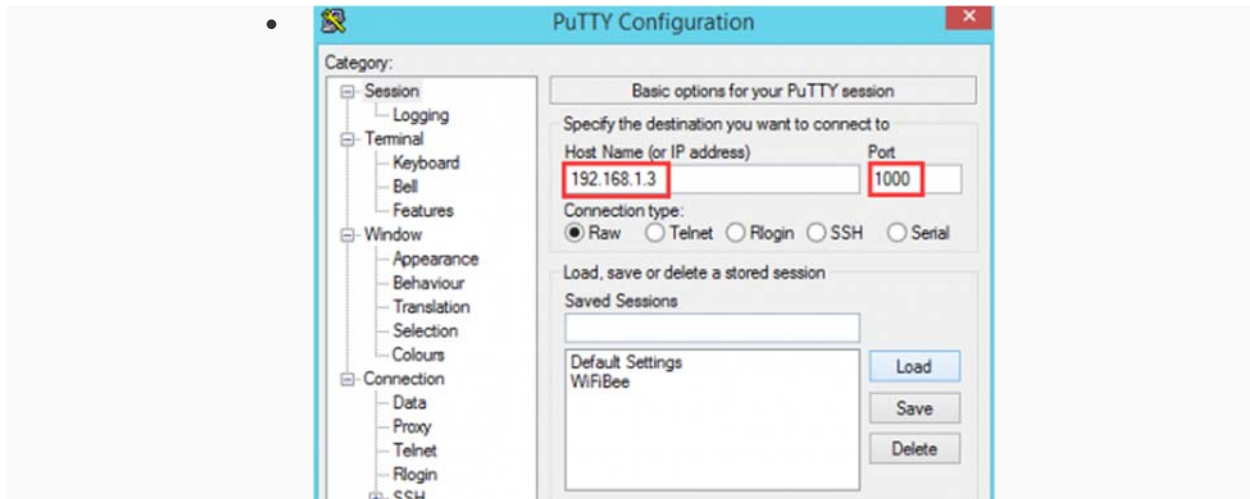 PuTTY Configuration
Category:
Session
Logging
Terminal
Keyboard
Bell
Features
Window
Appearance
Behaviour
Translation
Selection
Colours
Connection
Data
Proxy
Telnet
Rlogin
SSH
Basic options for your PuTTY session
Specify the destination you want to connect to
Host Name (or IP address) Port
192.168.1.3 1000
Connection type:
Raw Telnet Rlogin SSH Serial
Load, save or delete a stored session
Saved Sessions
Default Settings
WiFiBee
Load
Save
Delete